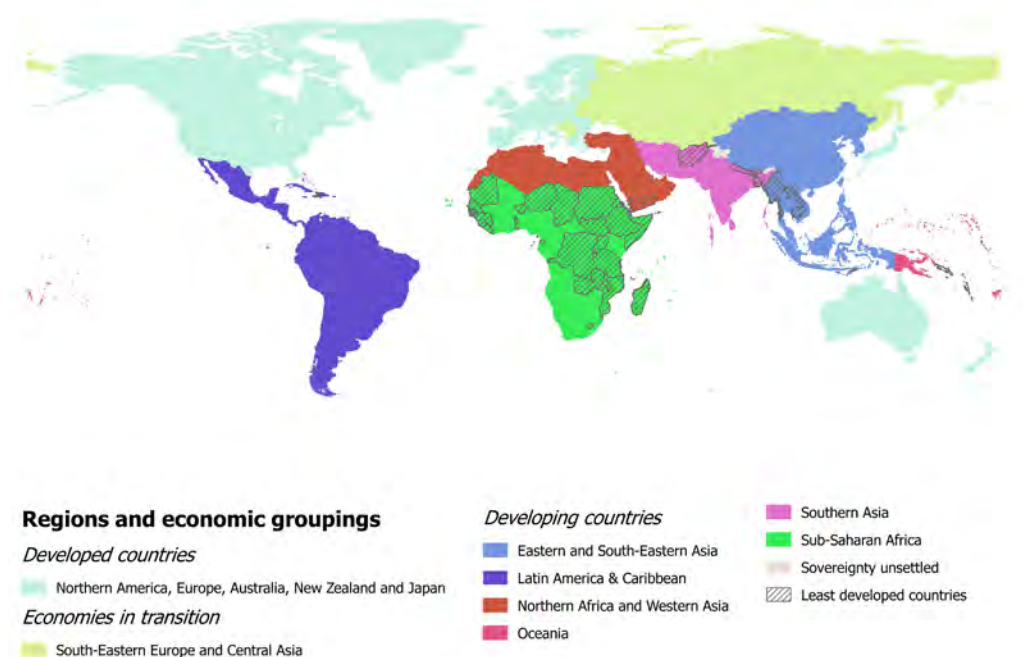 Regions and economic groupings
Developed countries
Northern America, Europe, Australia, New Zealand and Japan
Economies in transition
South-Eastern Europe and Central Asia
Developing countries
Eastern and South-Eastern Asia
Latin America & Caribbean
Northern Africa and Western Asia
Oceania
Southern Asia
Sub-Saharan Africa
Sovereignty unsettled
Least developed countries